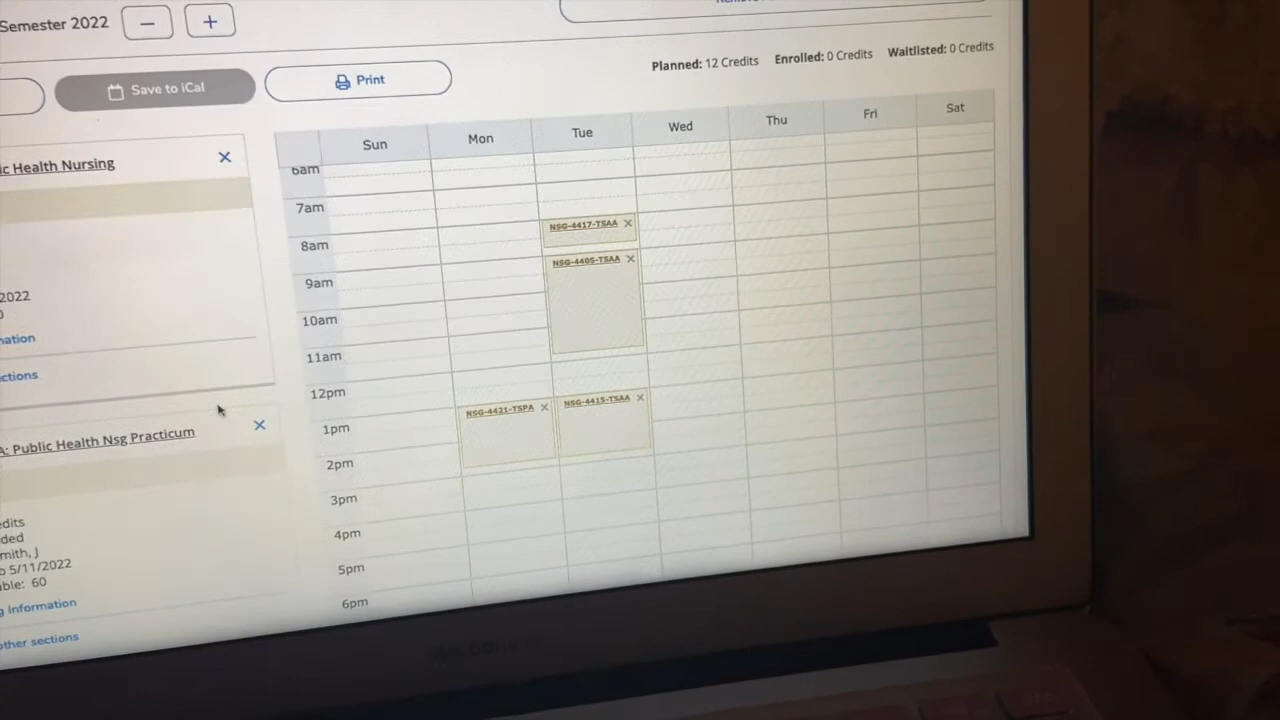 Semester 2022
Planned: 12 Credits Enrolled: 0 Credits Waitlisted: 0 Credits
Save to iCal
Print
Sun Mon Tue Wed Thu Fri Sat
ic Health Nursing
6am
7am
8am
9am
10am
11am
12pm
1pm
2pm
3pm
4pm
5pm
6pm
NSG-4417-TSAA
NSG-4405-TSAA
NSG-4421-TSPA
NSG-4415-TSAA
2022
0
mation
ctions
A: Public Health Nsg Practicum
edits
ded
mith, J
o 5/11/2022
ble: 60
g Information
other sections